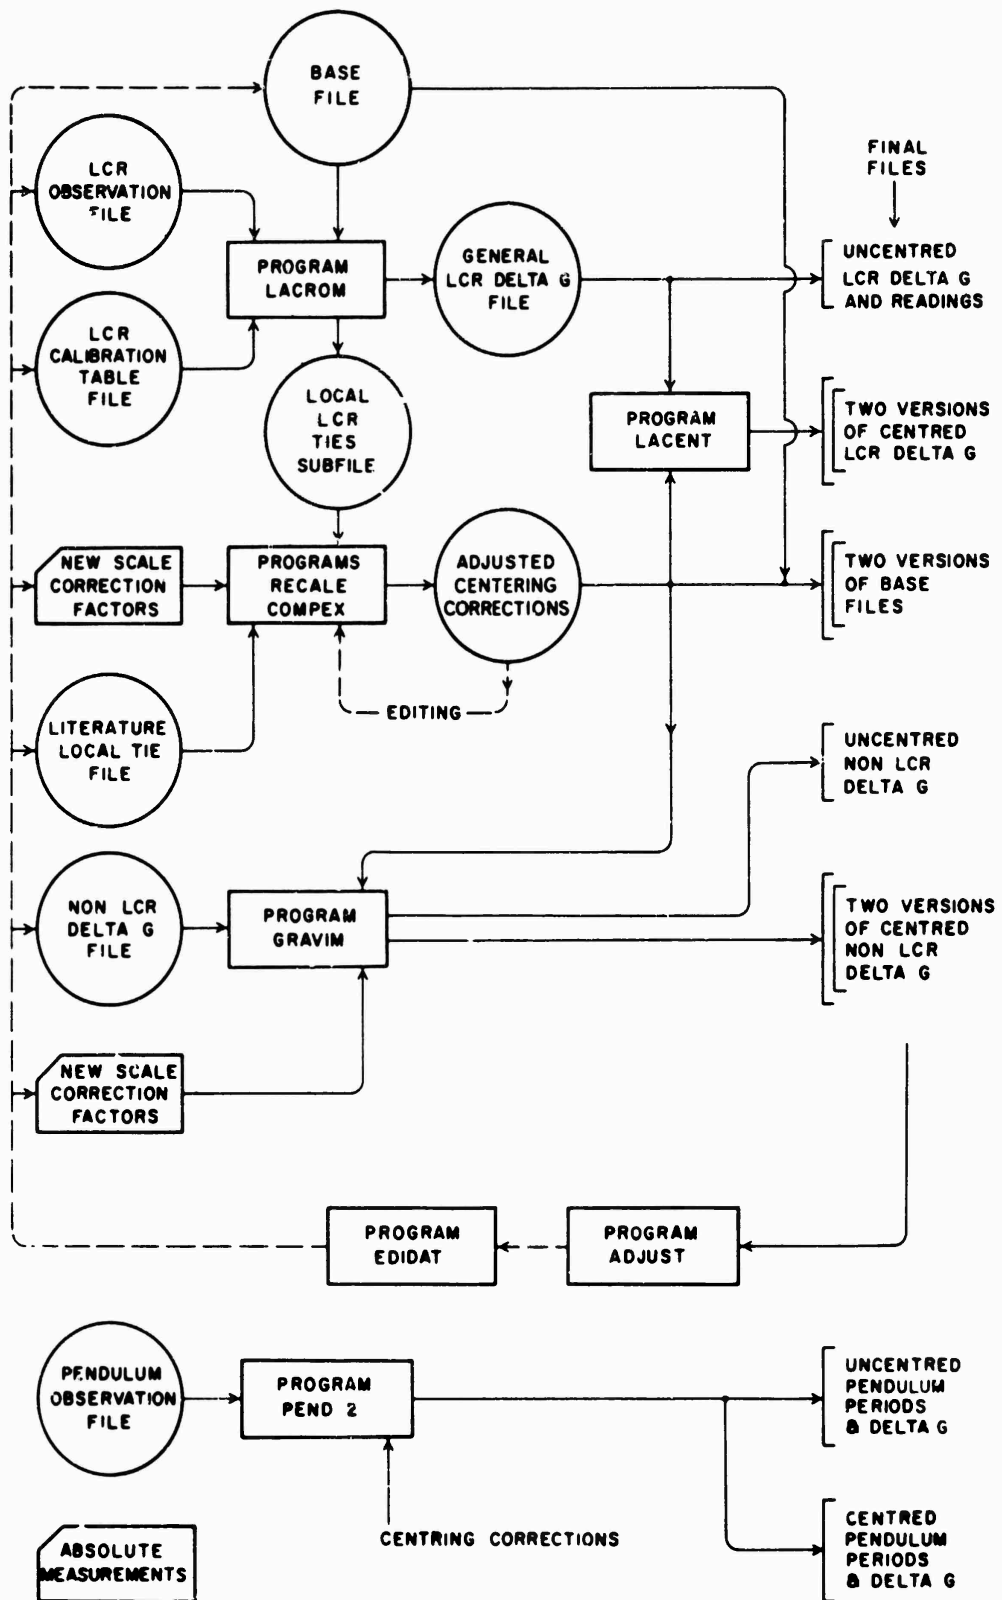 BASE
FILE
LCR
OBSERVATION
FILE
FINAL
FILES
PROGRAM
LACROM
GENERAL
LCR DELTA G
FILE
UNCENTRED
LCR DELTA G
AND READINGS
LCR
CALIBRATION
TABLE
FILE
LOCAL
LCR
TIES
SUBFILE
PROGRAM
LACENT
TWO VERSIONS
OF CENTRED
LCR DELTA G
NEW SCALE
CORRECTION
FACTORS
PROGRAMS
RECALE
COMPEX
ADJUSTED
CENTERING
CORRECTIONS
TWO VERSIONS
OF BASE
FILES
EDITING
LITERATURE
LOCAL TIE
FILE
UNCENTRED
NON LCR
DELTA G
NON LCR
DELTA G
FILE
PROGRAM
GRAVIM
TWO VERSIONS
OF CENTRED
NON LCR
DELTA G
NEW SCALE
CORRECTION
FACTORS
PROGRAM
EDIDAT
PROGRAM
ADJUST
PENDULUM
OBSERVATION
FILE
PROGRAM
PEND 2
UNCENTRED
PENDULUM
PERIODS
& DELTA G
CENTRING CORRECTIONS
CENTRED
PENDULUM
PERIODS
& DELTA G
ABSOLUTE
MEASUREMENTS